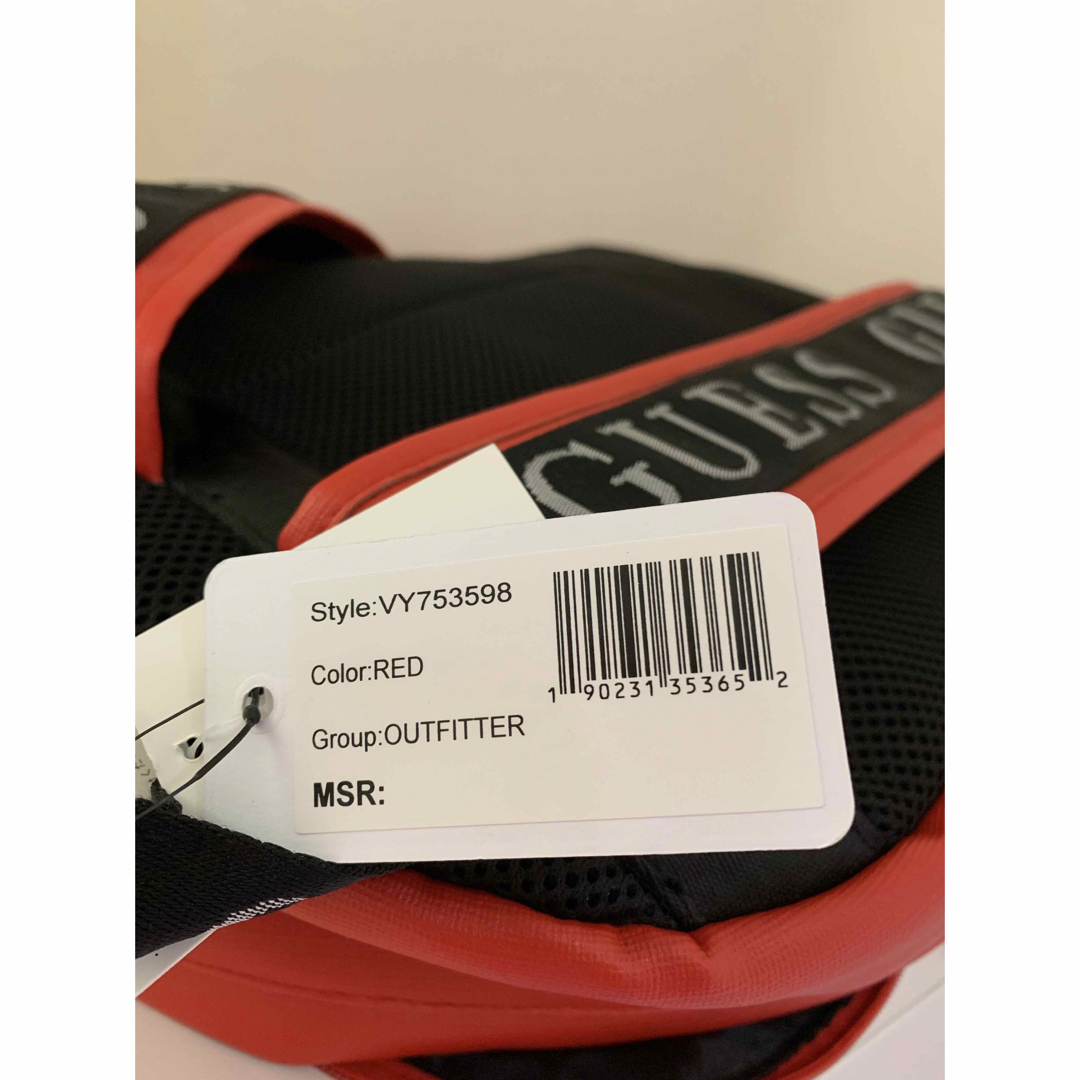 GUESS
Style:VY753598
Color:RED
Group:OUTFITTER
MSR:
1 90231 35365 2